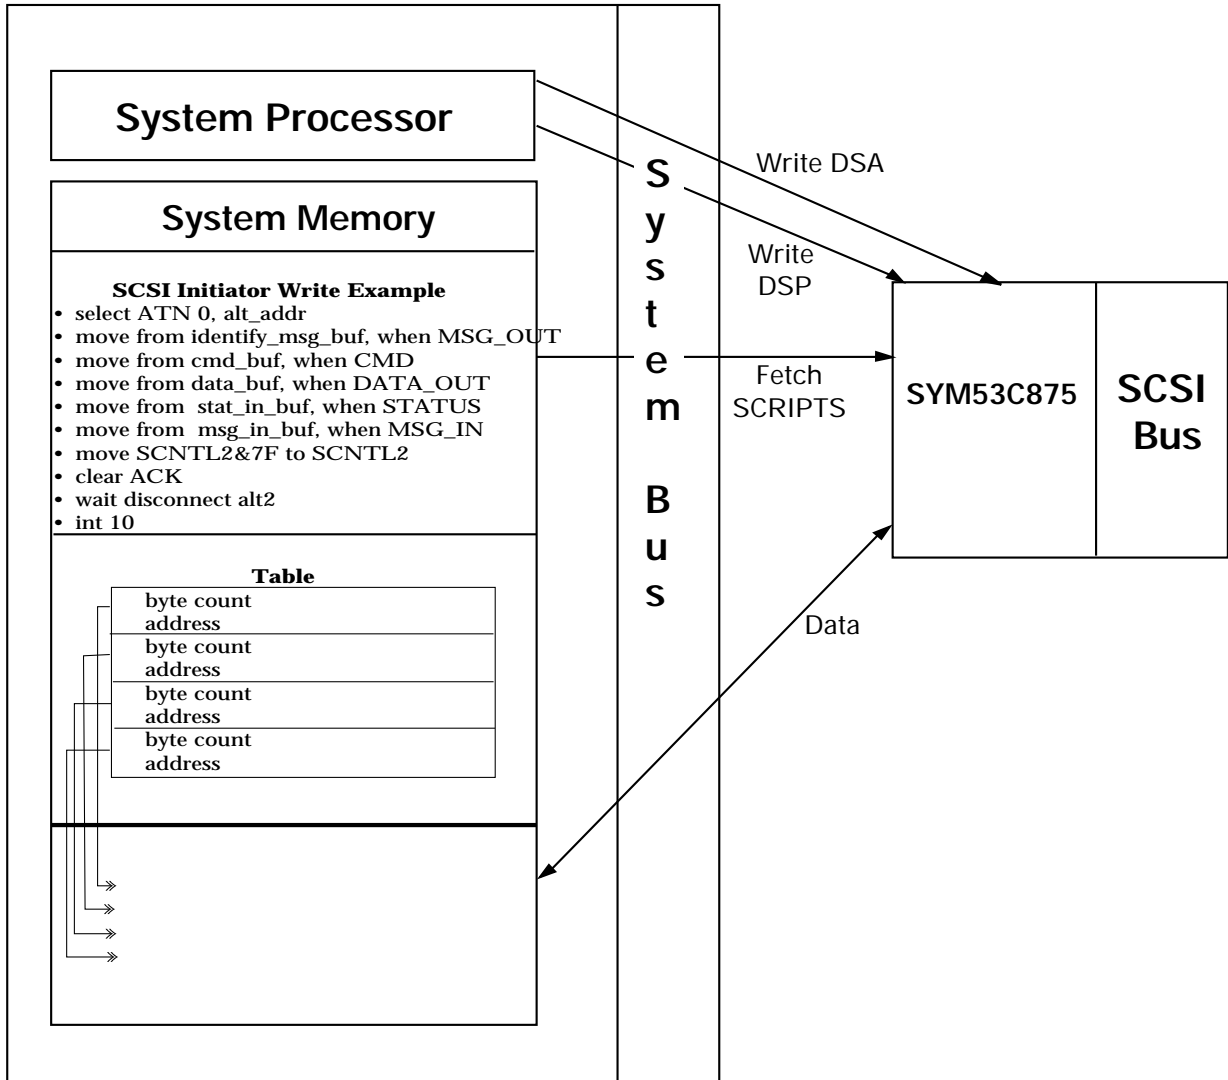 System Processor
System Memory
SCSI Initiator Write Example
• select ATN 0, alt_addr
• move from identify_msg_buf, when MSG_OUT
• move from cmd_buf, when CMD
• move from data_buf, when DATA_OUT
• move from stat_in_buf, when STATUS
• move from msg_in_buf, when MSG_IN
• move SCNTL2&7F to SCNTL2
• clear ACK
• wait disconnect alt2
• int 10
Table
byte count
address
byte count
address
byte count
address
byte count
address
System Bus
Write DSA
Write
DSP
Fetch
SCRIPTS
Data
SYM53C875
SCSI
Bus